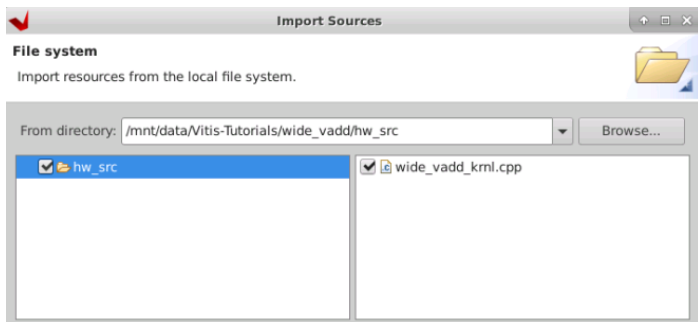 Import Sources
File system
Import resources from the local file system.
From directory: /mnt/data/Vitis-Tutorials/wide_vadd/hw_src Browse...
hw_src
wide_vadd_krnl.cpp